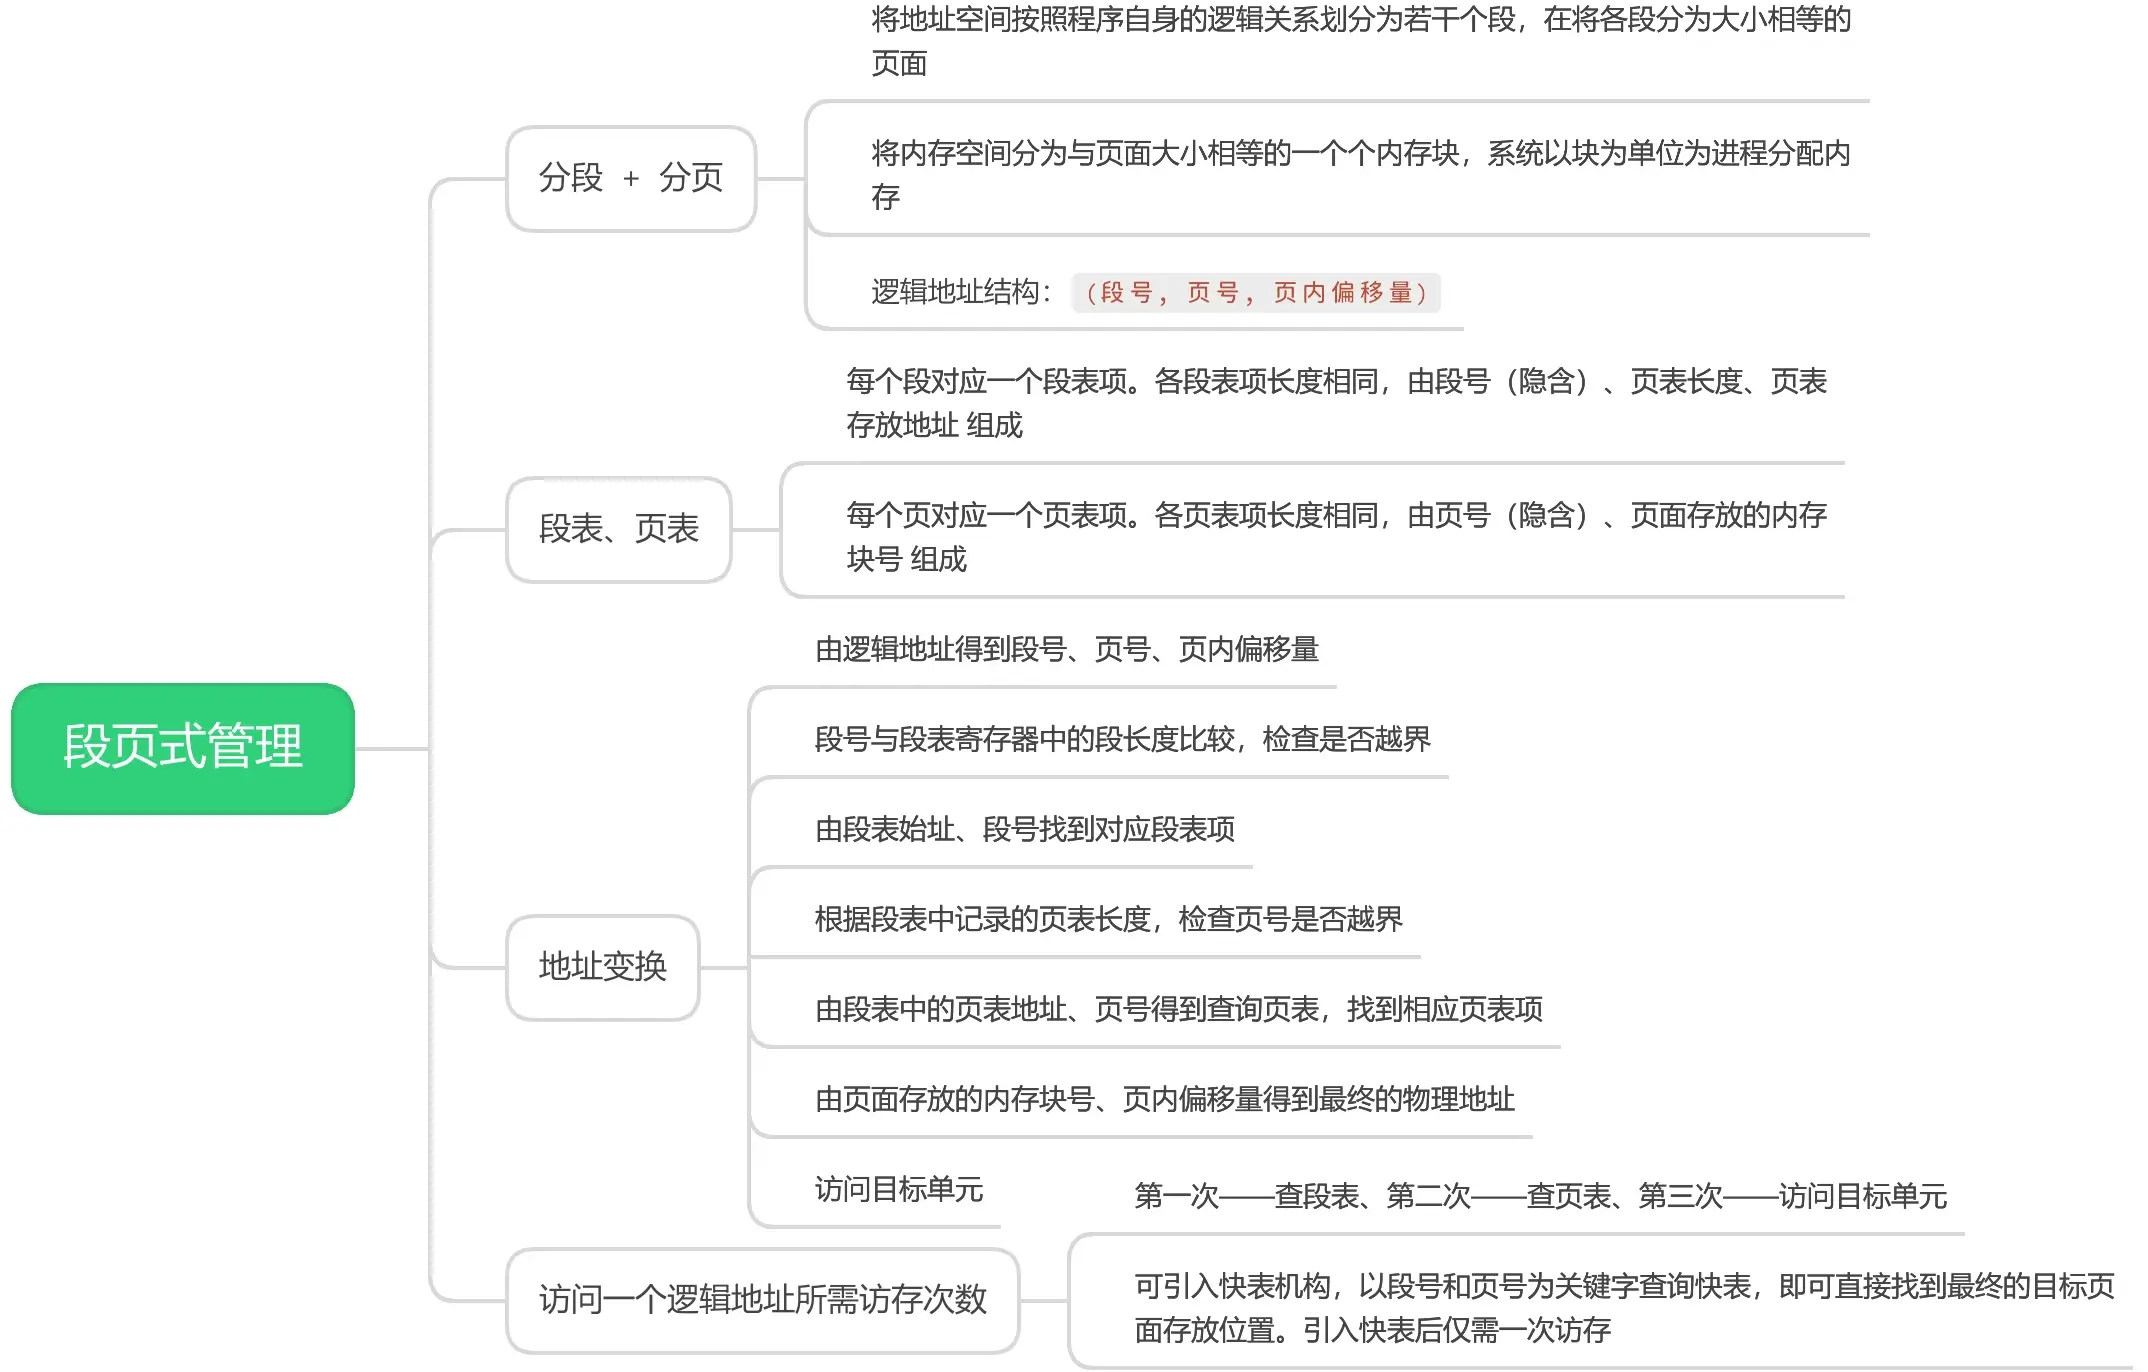 将地址空间按照程序自身的逻辑关系划分为若干个段，在将各段分为大小相等的
页面
将内存空间分为与页面大小相等的一个个内存块，系统以块为单位为进程分配内
存
分段 + 分页
逻辑地址结构：（段号，页号，页内偏移量）
每个段对应一个段表项。各段表项长度相同，由段号（隐含）、页表长度、页表
存放地址 组成
段表、页表
每个页对应一个页表项。各页表项长度相同，由页号（隐含）、页面存放的内存
块号 组成
段页式管理
由逻辑地址得到段号、页号、页内偏移量
段号与段表寄存器中的段长度比较，检查是否越界
由段表始址、段号找到对应段表项
根据段表中记录的页表长度，检查页号是否越界
地址变换
由段表中的页表地址、页号得到查询页表，找到相应页表项
由页面存放的内存块号、页内偏移量得到最终的物理地址
访问目标单元
第一次——查段表、第二次——查页表、第三次——访问目标单元
访问一个逻辑地址所需访存次数
可引入快表机构，以段号和页号为关键字查询快表，即可直接找到最终的目标页
面存放位置。引入快表后仅需一次访存